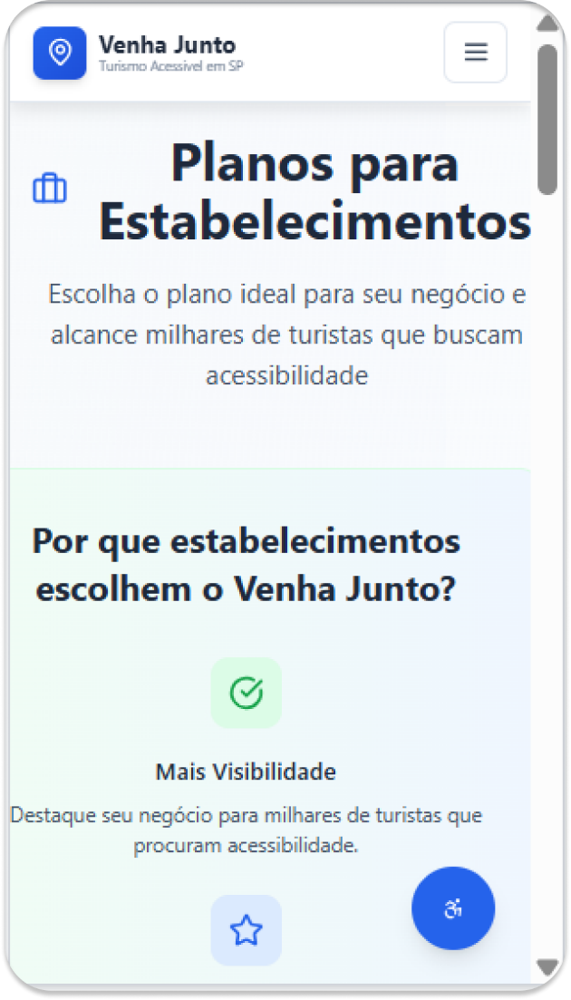 Venha Junto
Turismo Acessível em SP
Planos para
Estabelecimentos
Escolha o plano ideal para seu negócio e
alcance milhares de turistas que buscam
acessibilidade
Por que estabelecimentos
escolhem o Venha Junto?
Mais Visibilidade
Destaque seu negócio para milhares de turistas que
procuram acessibilidade.